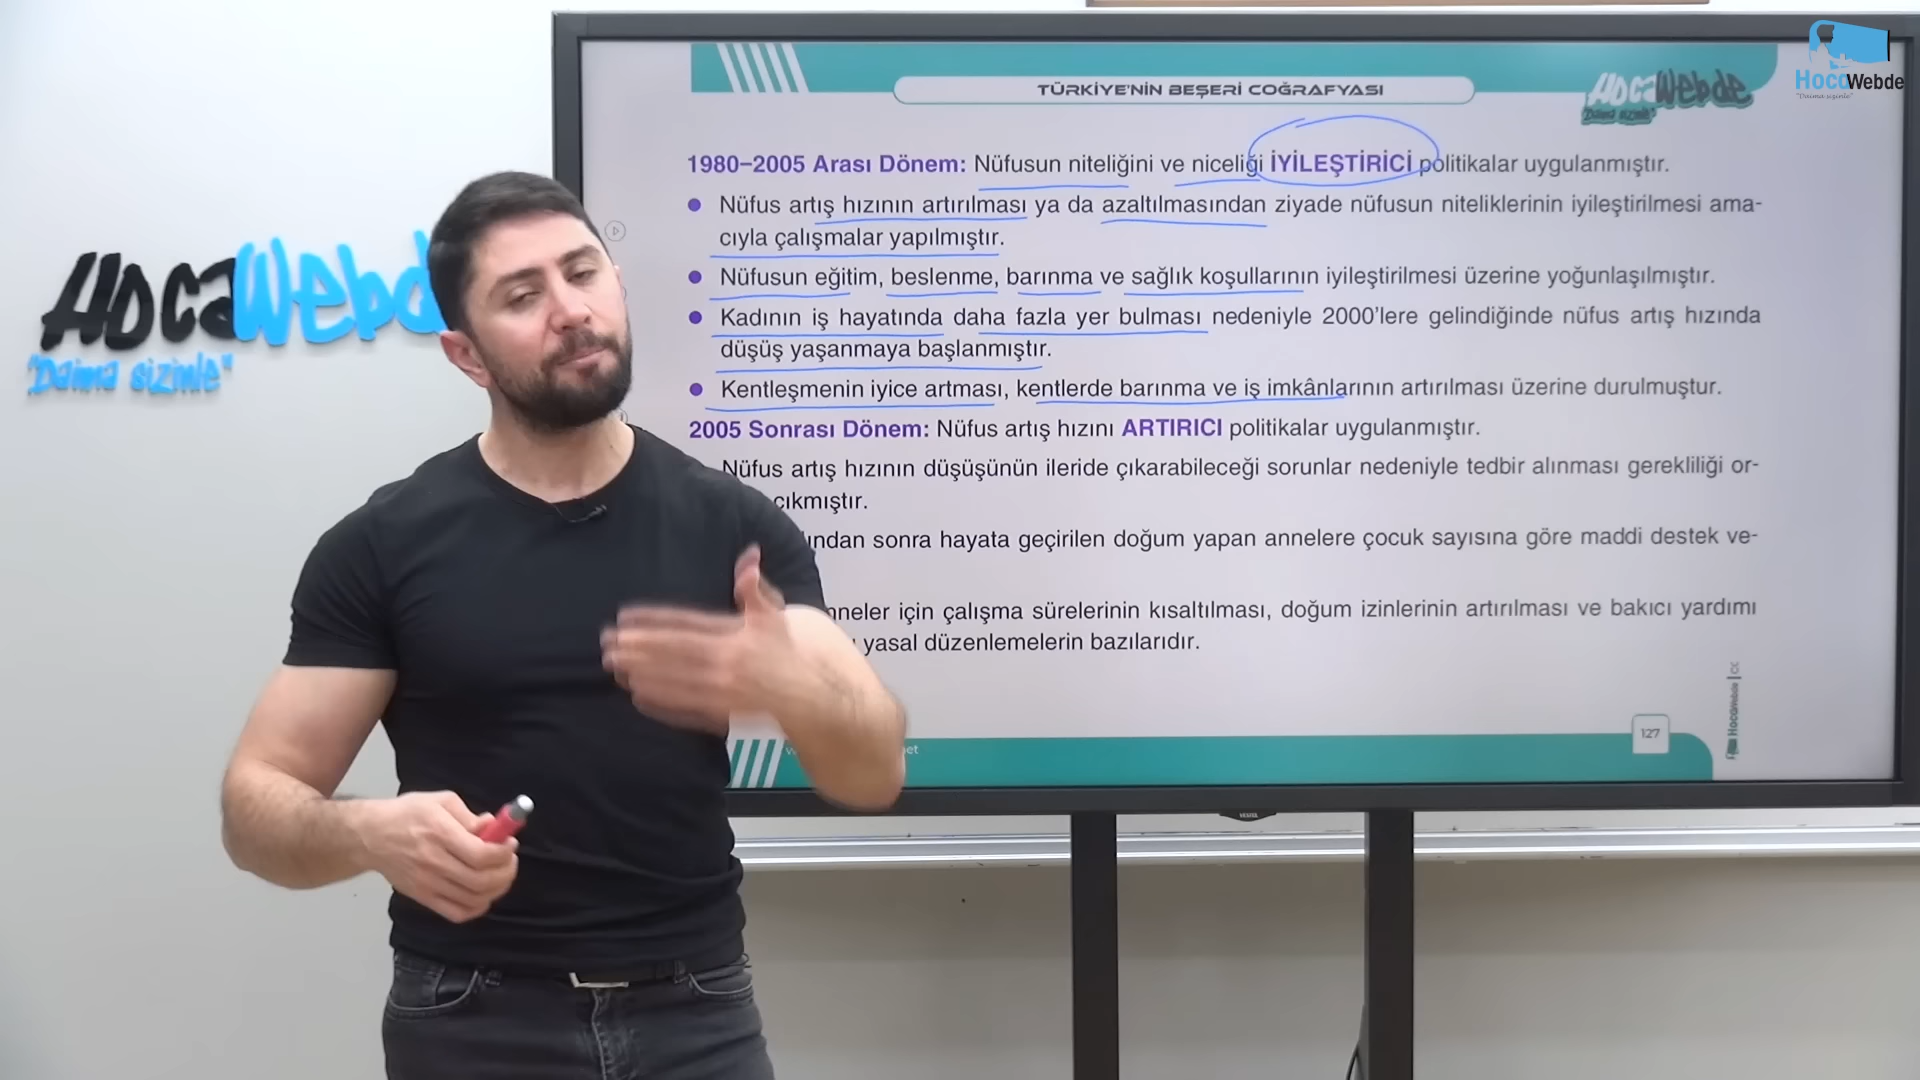 HocaWebde
"Daima sizinle"
TÜRKİYE'NİN BEŞERİ COĞRAFYASI
HocaWebde
"Daima sizinle"
HocaWebde
"Daima sizinle"
1980–2005 Arası Dönem: Nüfusun niteliğini ve niceliği İYİLEŞTİRİCİ politikalar uygulanmıştır.
Nüfus artış hızının artırılması ya da azaltılmasından ziyade nüfusun niteliklerinin iyileştirilmesi ama-
cıyla çalışmalar yapılmıştır.
Nüfusun eğitim, beslenme, barınma ve sağlık koşullarının iyileştirilmesi üzerine yoğunlaşılmıştır.
Kadının iş hayatında daha fazla yer bulması nedeniyle 2000'lere gelindiğinde nüfus artış hızında
düşüş yaşanmaya başlanmıştır.
Kentleşmenin iyice artması, kentlerde barınma ve iş imkânlarının artırılması üzerine durulmuştur.
2005 Sonrası Dönem: Nüfus artış hızını ARTIRICI politikalar uygulanmıştır.
Nüfus artış hızının düşüşünün ileride çıkarabileceği sorunlar nedeniyle tedbir alınması gerekliliği or-
çıkmıştır.
ından sonra hayata geçirilen doğum yapan annelere çocuk sayısına göre maddi destek ve-
nneler için çalışma sürelerinin kısaltılması, doğum izinlerinin artırılması ve bakıcı yardımı
yasal düzenlemelerin bazılarıdır.
127
HocaWebde
et